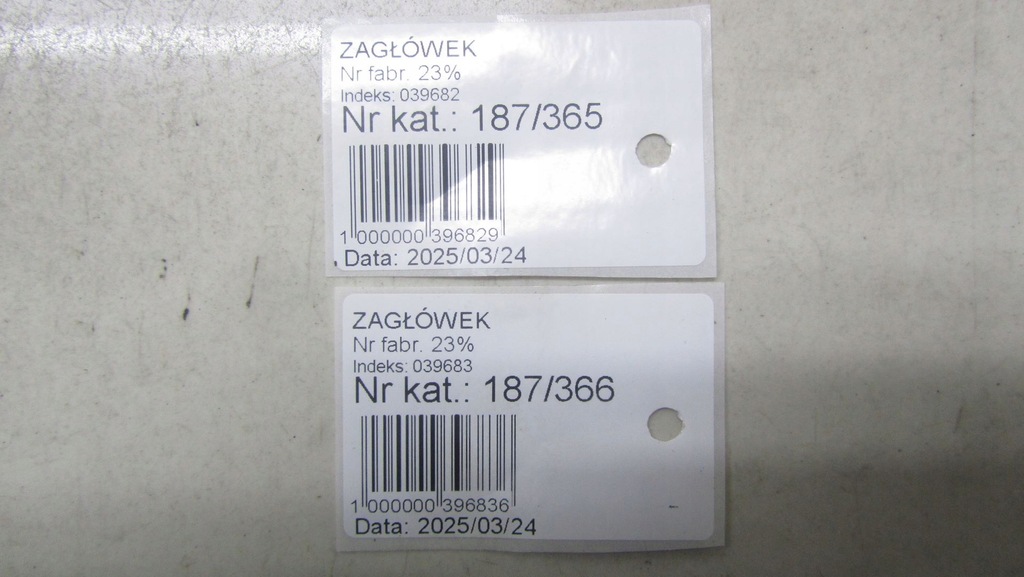 ZAGŁÓWEK
Nr fabr. 23%
Indeks: 039682
Nr kat.: 187/365
1 000000 396829
Data: 2025/03/24
ZAGŁÓWEK
Nr fabr. 23%
Indeks: 039683
Nr kat.: 187/366
1 000000 396836
Data: 2025/03/24